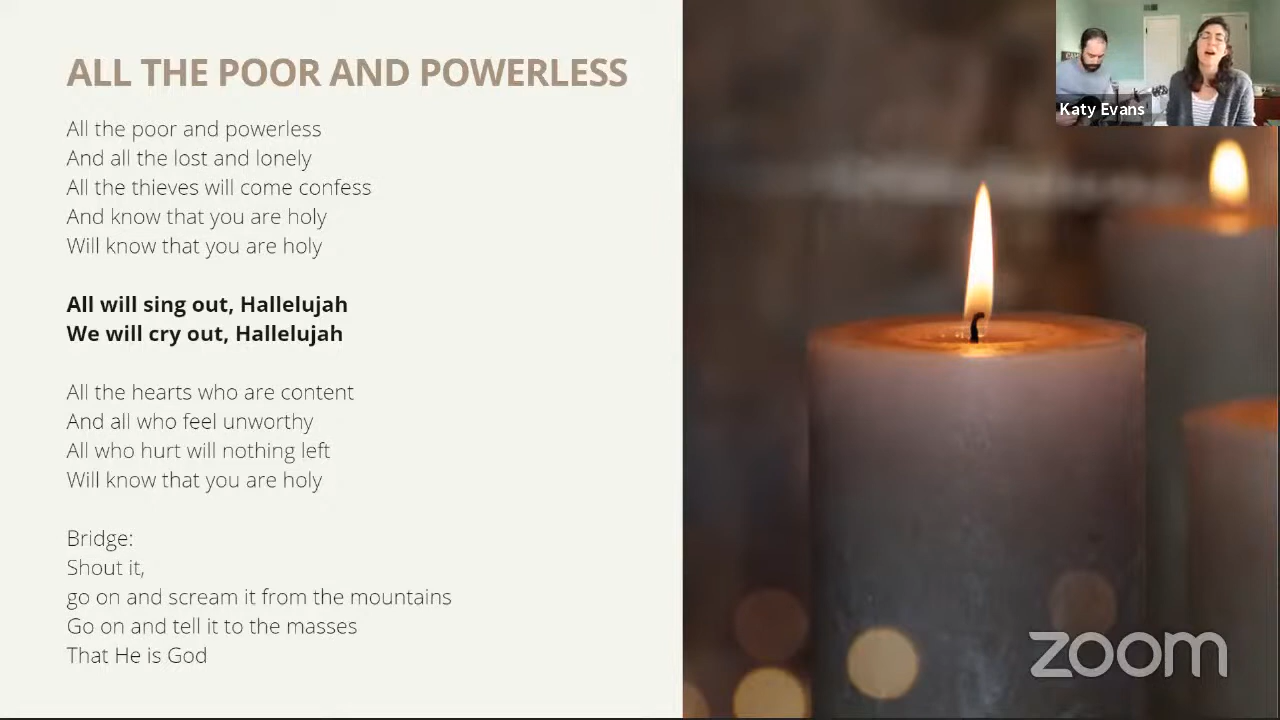 ALL THE POOR AND POWERLESS
All the poor and powerless
And all the lost and lonely
All the thieves will come confess
And know that you are holy
Will know that you are holy
All will sing out, Hallelujah
We will cry out, Hallelujah
All the hearts who are content
And all who feel unworthy
All who hurt will nothing left
Will know that you are holy
Bridge:
Shout it,
go on and scream it from the mountains
Go on and tell it to the masses
That He is God
Katy Evans
zoom